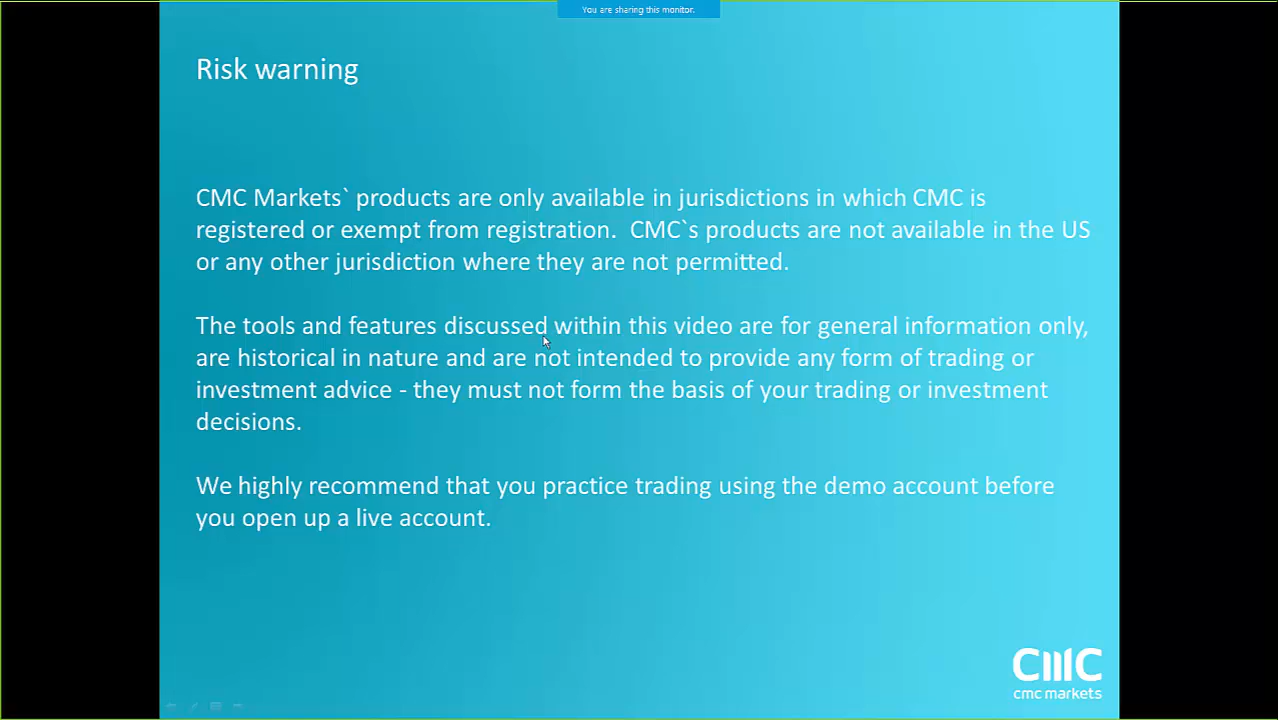 You are sharing this monitor.
Risk warning
CMC Markets` products are only available in jurisdictions in which CMC is
registered or exempt from registration.  CMC`s products are not available in the US
or any other jurisdiction where they are not permitted.
The tools and features discussed within this video are for general information only,
are historical in nature and are not intended to provide any form of trading or
investment advice - they must not form the basis of your trading or investment
decisions.
We highly recommend that you practice trading using the demo account before
you open up a live account.
CMC
cmc markets